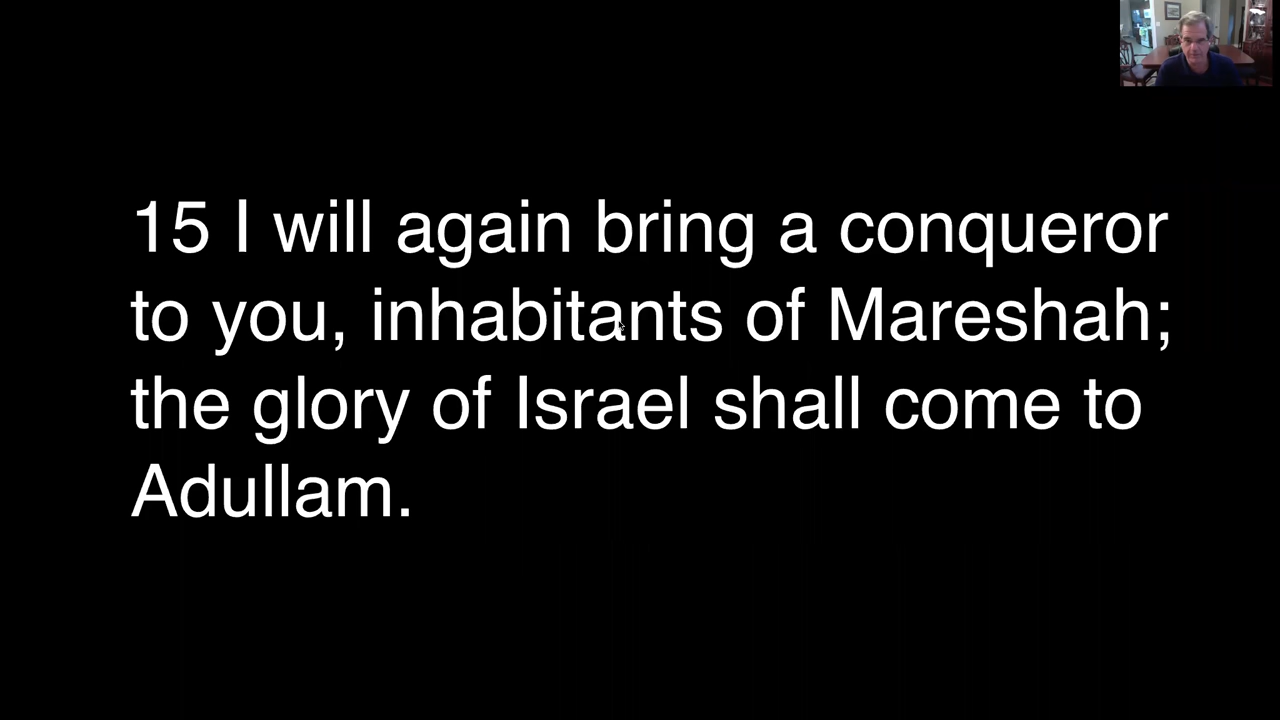 15 I will again bring a conqueror
to you, inhabitants of Mareshah;
the glory of Israel shall come to
Adullam.